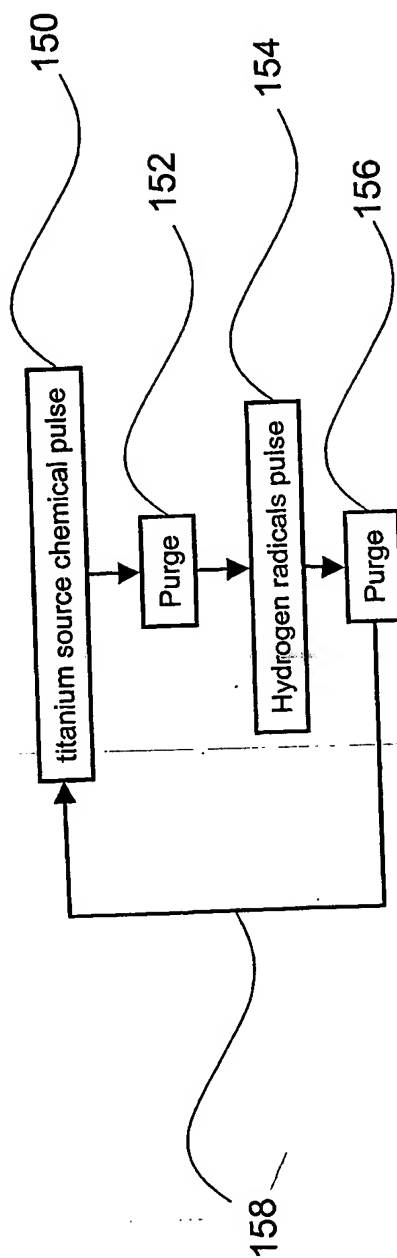 titanium source chemical pulse
150
Purge
152
Hydrogen radicals pulse
154
Purge
156
158